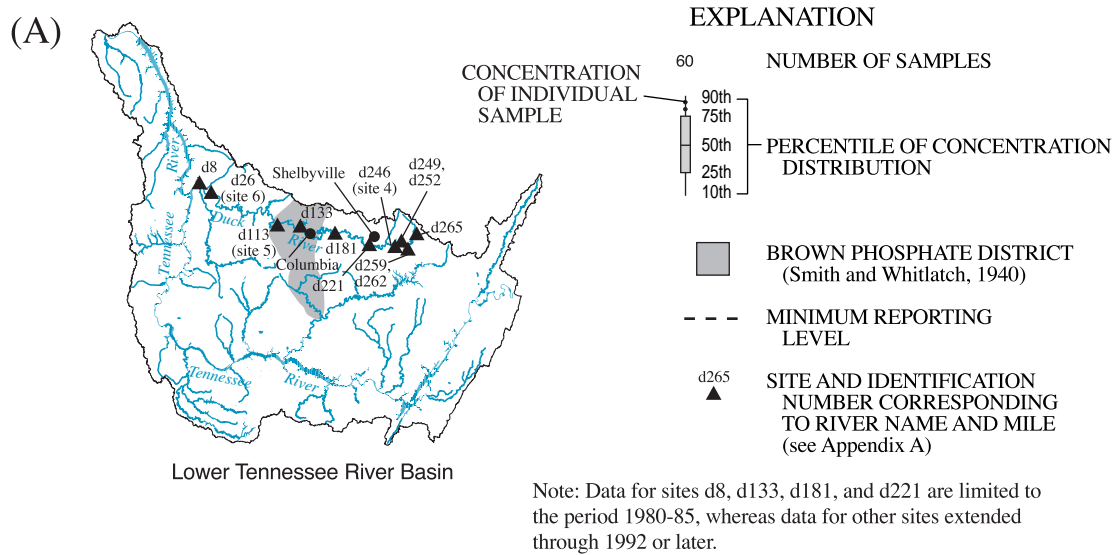 (A)
River
Tennessee
d8
d26
(site 6)
Duck
Shelbyville
d246
(site 4)
d249,
d252
d133
d265
d113
(site 5)
River
d181
Columbia
d259,
d262
d221
Tennessee
River
Lower Tennessee River Basin
EXPLANATION
60
NUMBER OF SAMPLES
CONCENTRATION
OF INDIVIDUAL
SAMPLE
90th
75th
50th
25th
10th
PERCENTILE OF CONCENTRATION
DISTRIBUTION
BROWN PHOSPHATE DISTRICT
(Smith and Whitlatch, 1940)
MINIMUM REPORTING
LEVEL
d265
SITE AND IDENTIFICATION
NUMBER CORRESPONDING
TO RIVER NAME AND MILE
(see Appendix A)
Note: Data for sites d8, d133, d181, and d221 are limited to
the period 1980-85, whereas data for other sites extended
through 1992 or later.